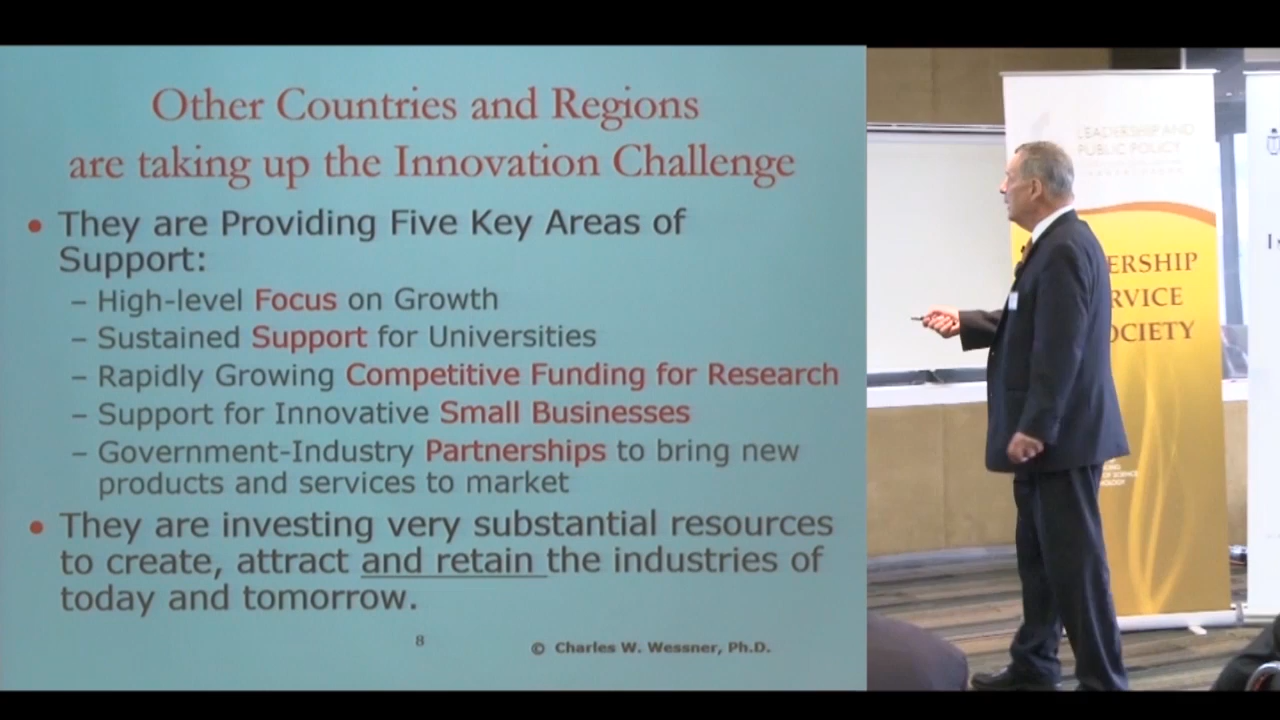 Other Countries and Regions
are taking up the Innovation Challenge
• They are Providing Five Key Areas of
Support:
– High-level Focus on Growth
– Sustained Support for Universities
– Rapidly Growing Competitive Funding for Research
– Support for Innovative Small Businesses
– Government-Industry Partnerships to bring new
products and services to market
• They are investing very substantial resources
to create, attract and retain the industries of
today and tomorrow.
8
© Charles W. Wessner, Ph.D.
LEADERSHIP AND
PUBLIC POLICY
ERSHIP
RVICE
OCIETY